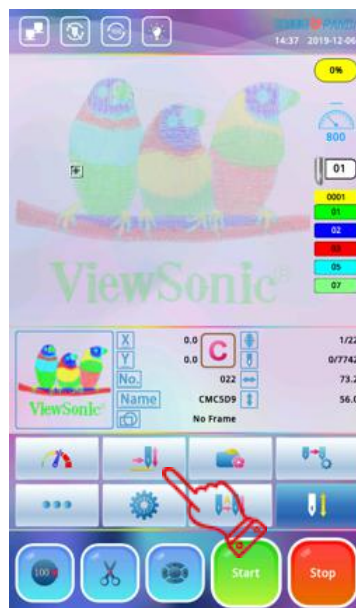 14:37 2019-12-06
0%
800
01
0001
01
02
03
05
07
ViewSonic®
X 0.0 C 1/22
Y 0.0 0/7742
No. 022 73.2
Name CMC5D9 56.0
No Frame
ViewSonic
100
Start
Stop